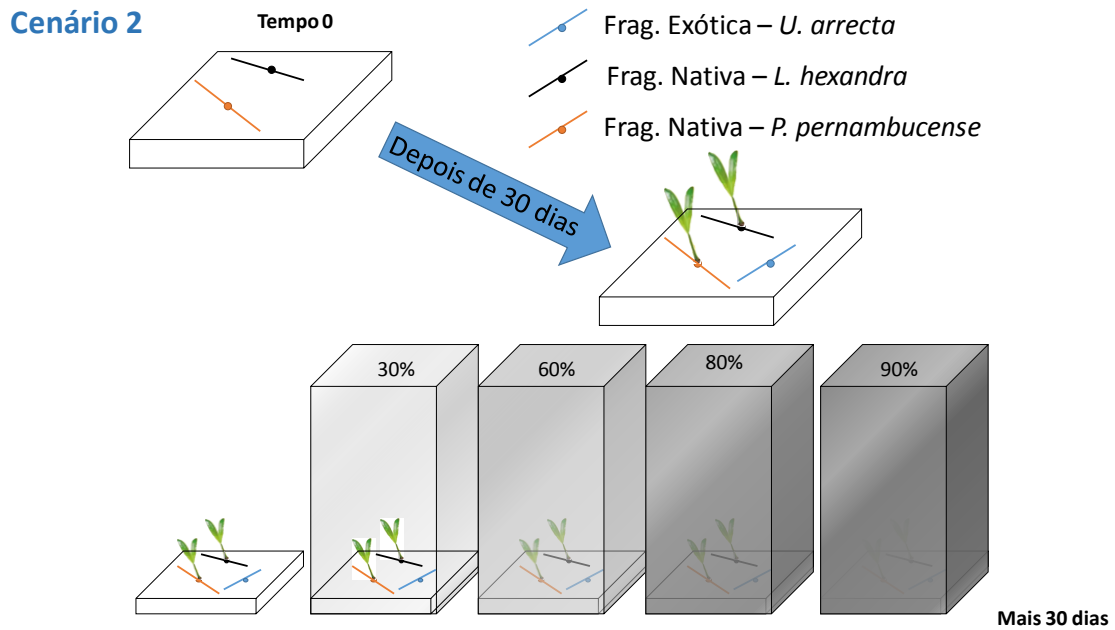 Cenário 2
Tempo 0
Frag. Exótica – U. arrecta
Frag. Nativa – L. hexandra
Frag. Nativa – P. pernambucense
Depois de 30 dias
30%
60%
80%
90%
Mais 30 dias